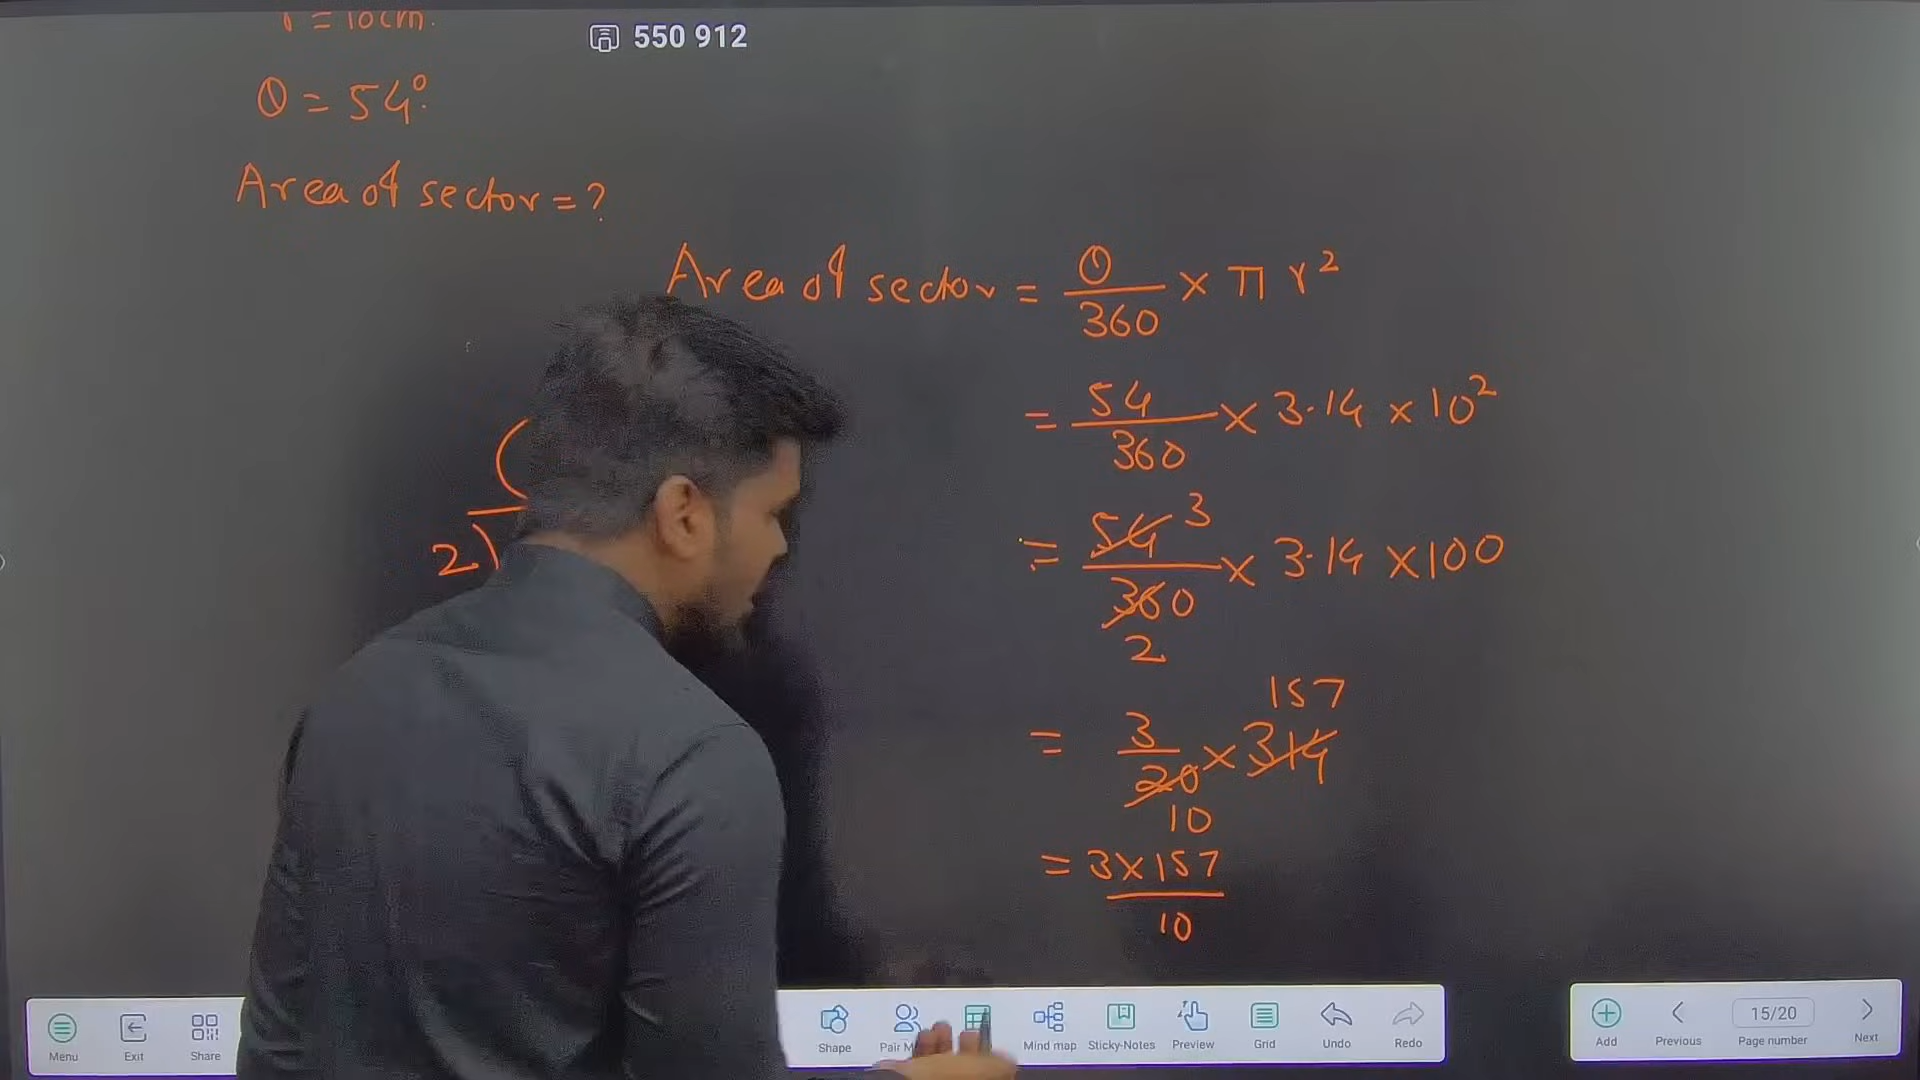 r = 10cm.
550 912
θ = 54°.
Area of sector = ?
Area of sector = θ/360 × π r²
= 54/360 × 3.14 × 10²
= 54 3/360 2 × 3.14 × 100
2)
157
= 3/20 × 314
10
= 3×157/10
Menu Exit Share Shape Mind map Sticky-Notes Preview Grid Undo Redo Add Previous 15/20 Page number Next